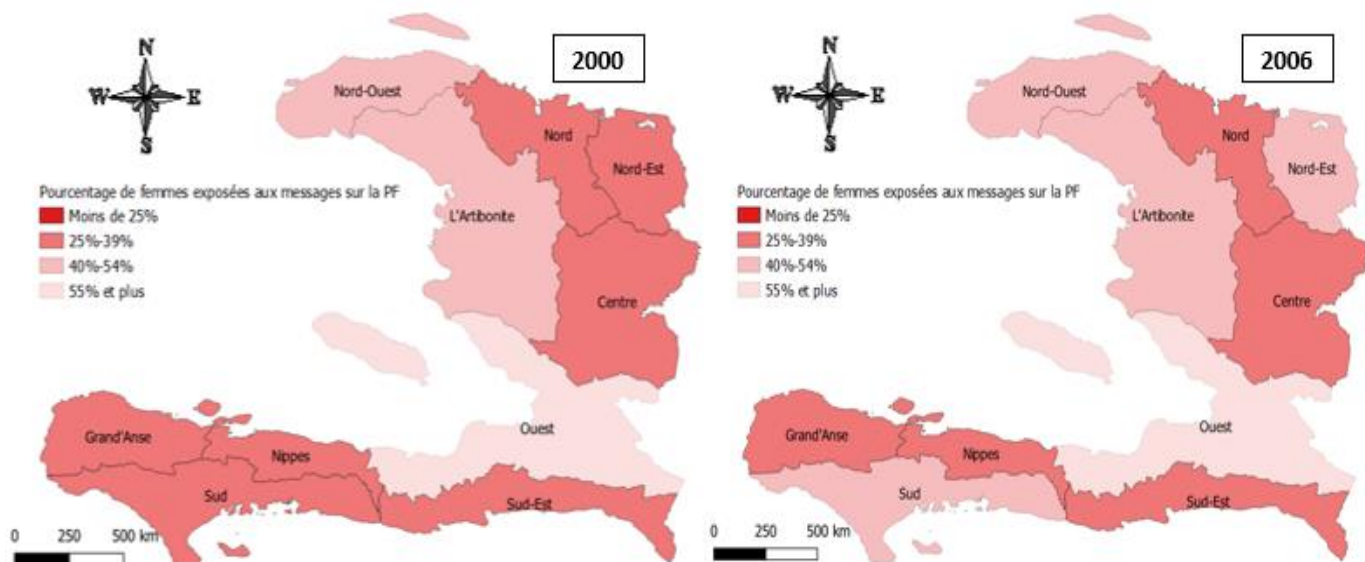 2000
N
W E
S
Nord-Ouest
Nord
Nord-Est
Pourcentage de femmes exposées aux messages sur la PF
Moins de 25%
25%-39%
40%-54%
55% et plus
L'Artibonite
Centre
Ouest
Grand'Anse
Nippes
Sud
Sud-Est
0 250 500 km
2006
N
W E
S
Nord-Ouest
Nord
Nord-Est
Pourcentage de femmes exposées aux messages sur la PF
Moins de 25%
25%-39%
40%-54%
55% et plus
L'Artibonite
Centre
Ouest
Grand'Anse
Nippes
Sud
Sud-Est
0 250 500 km